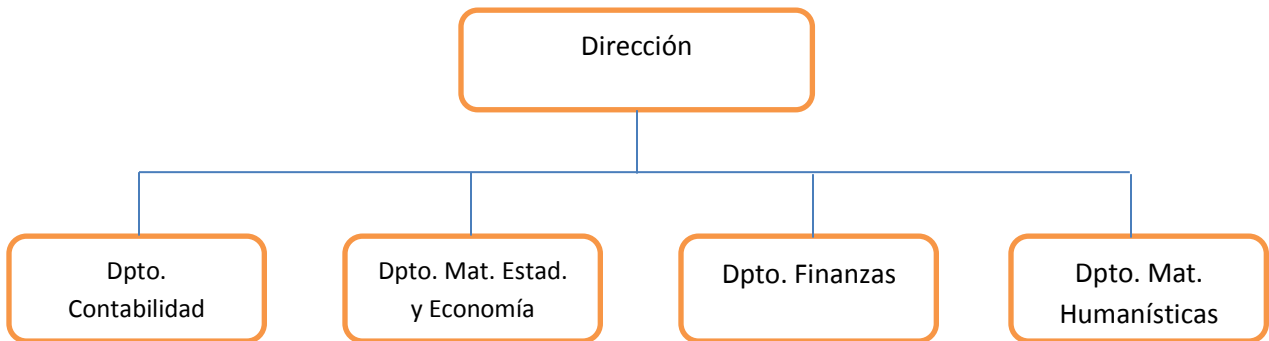 Dirección
Dpto.
Contabilidad
Dpto. Mat. Estad.
y Economía
Dpto. Finanzas
Dpto. Mat.
Humanísticas